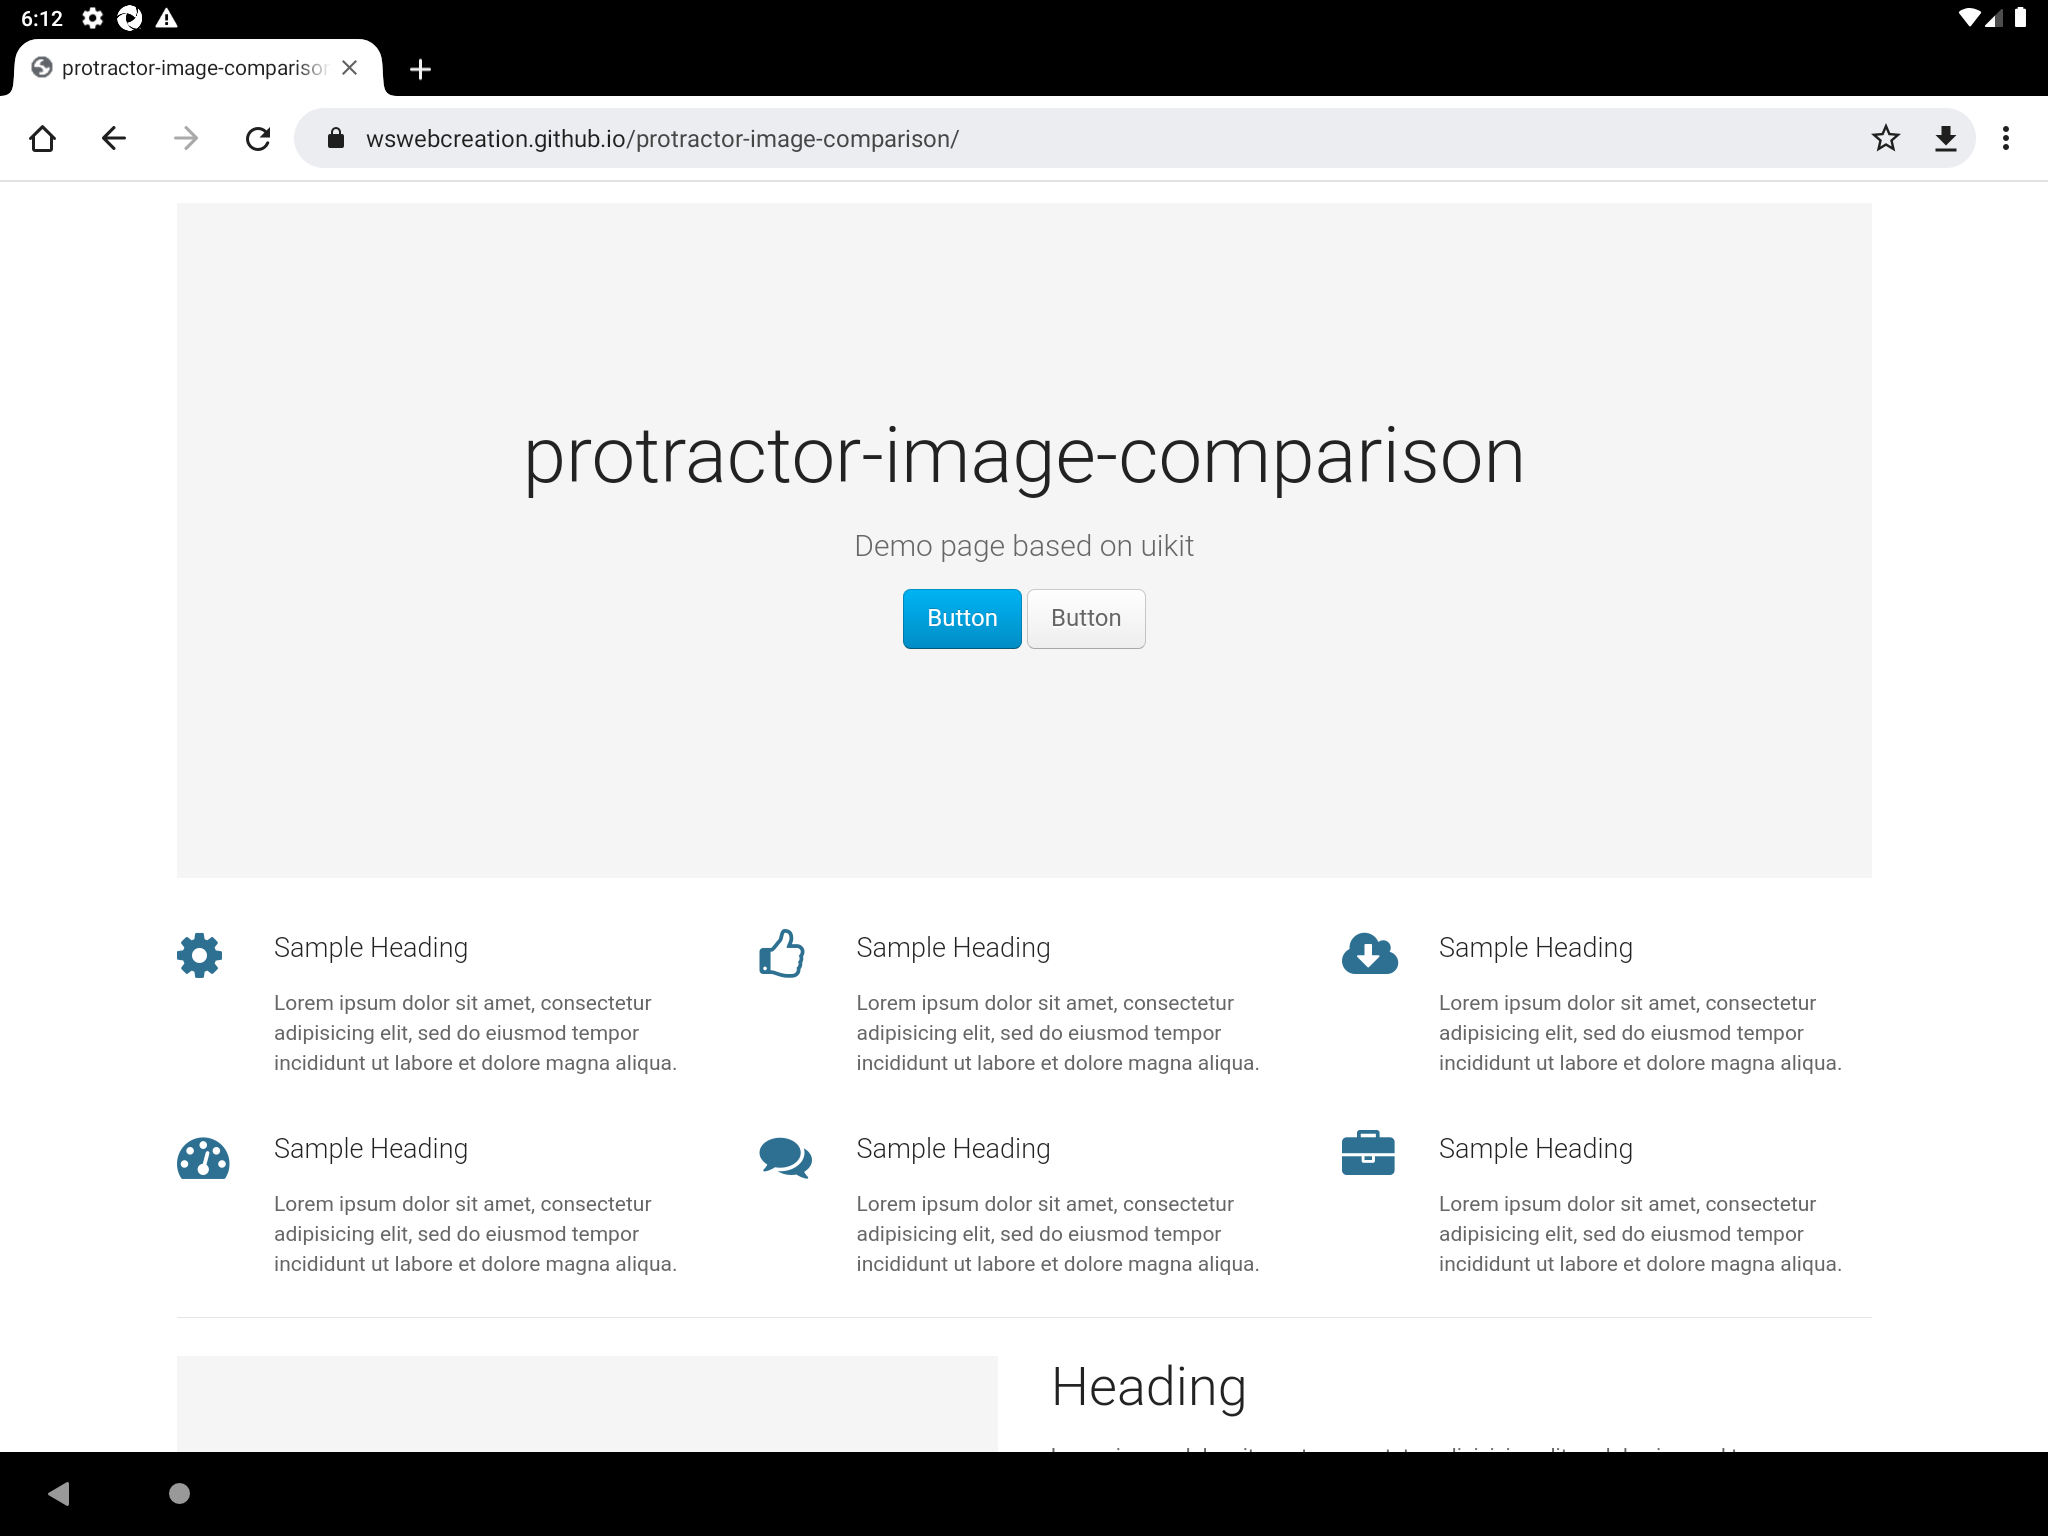 6:12
protractor-image-comparison
wswebcreation.github.io/protractor-image-comparison/
protractor-image-comparison
Demo page based on uikit
Button Button
Sample Heading
Lorem ipsum dolor sit amet, consectetur
adipisicing elit, sed do eiusmod tempor
incididunt ut labore et dolore magna aliqua.
Sample Heading
Lorem ipsum dolor sit amet, consectetur
adipisicing elit, sed do eiusmod tempor
incididunt ut labore et dolore magna aliqua.
Sample Heading
Lorem ipsum dolor sit amet, consectetur
adipisicing elit, sed do eiusmod tempor
incididunt ut labore et dolore magna aliqua.
Sample Heading
Lorem ipsum dolor sit amet, consectetur
adipisicing elit, sed do eiusmod tempor
incididunt ut labore et dolore magna aliqua.
Sample Heading
Lorem ipsum dolor sit amet, consectetur
adipisicing elit, sed do eiusmod tempor
incididunt ut labore et dolore magna aliqua.
Sample Heading
Lorem ipsum dolor sit amet, consectetur
adipisicing elit, sed do eiusmod tempor
incididunt ut labore et dolore magna aliqua.
Heading